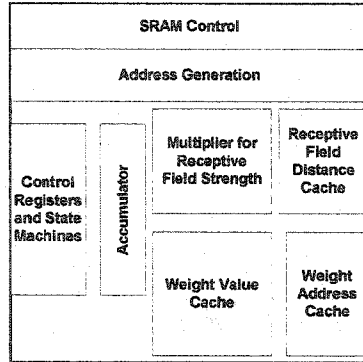 SRAM Control
Address Generation
Control
Registers
and State
Machines
Accumulator
Multiplier for
Receptive
Field Strength
Receptive
Field
Distance
Cache
Weight Value
Cache
Weight
Address
Cache